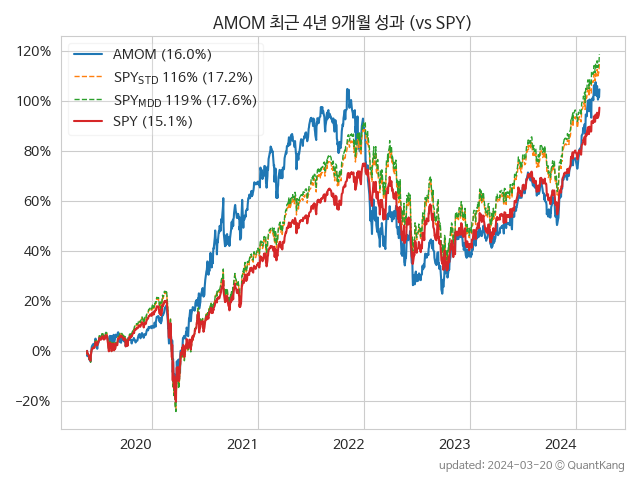 AMOM 최근 4년 9개월 성과 (vs SPY)
120%
100%
80%
60%
40%
20%
0%
−20%
AMOM (16.0%)
SPYSTD 116% (17.2%)
SPYMDD 119% (17.6%)
SPY (15.1%)
2020 2021 2022 2023 2024
updated: 2024-03-20 © QuantKang